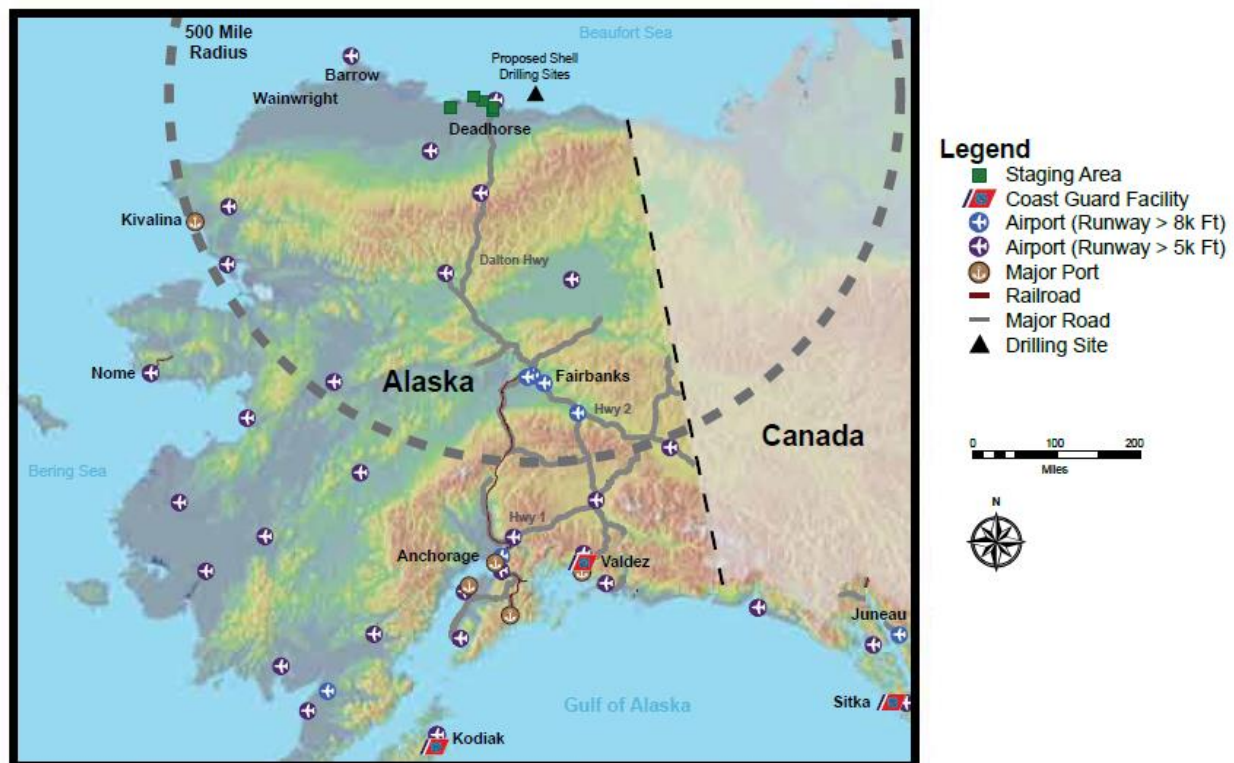 500 Mile
Radius
Beaufort Sea
Barrow
Proposed Shell
Drilling Sites
Wainwright
Deadhorse
Kivalina
Dalton Hwy
Nome
Alaska
Fairbanks
Hwy 2
Canada
Bering Sea
Hwy 1
Anchorage
Valdez
Juneau
Gulf of Alaska
Sitka
Kodiak
Legend
Staging Area
Coast Guard Facility
Airport (Runway > 8k Ft)
Airport (Runway > 5k Ft)
Major Port
Railroad
Major Road
Drilling Site
0 100 200
Miles
N